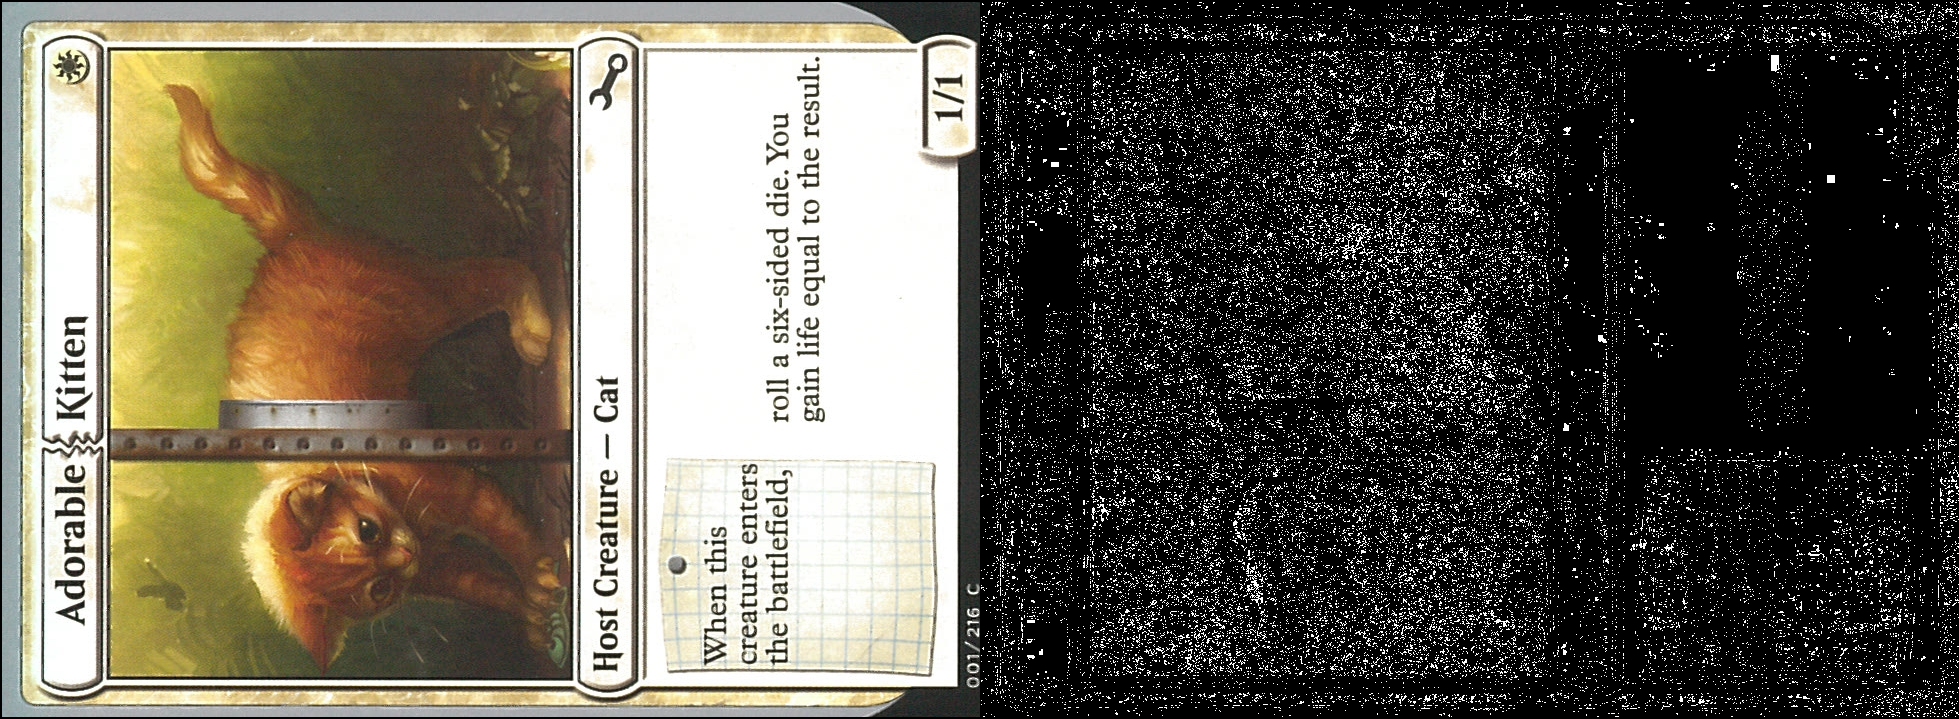 Adorable Kitten
Host Creature — Cat
When this
creature enters
the battlefield,
roll a six-sided die. You
gain life equal to the result.
1/1
001/216 C